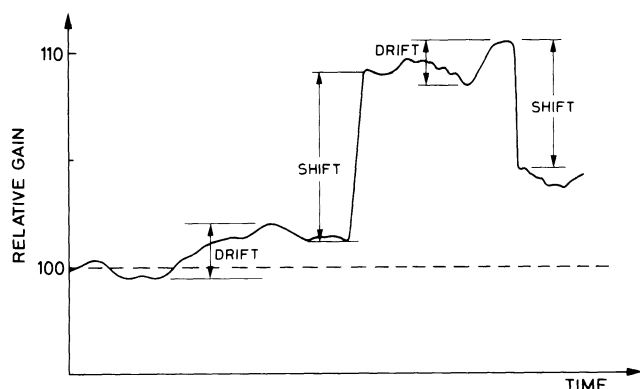 110
DRIFT
SHIFT
SHIFT
RELATIVE GAIN
DRIFT
100
TIME